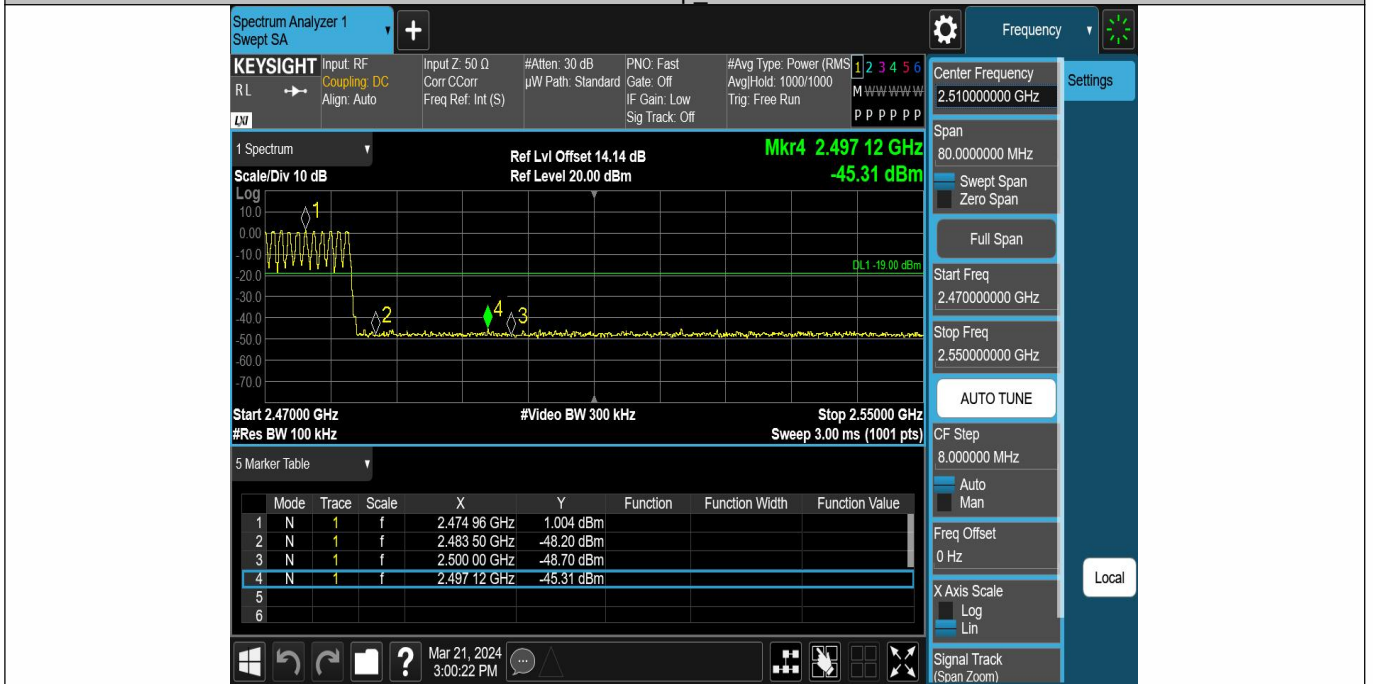 Spectrum Analyzer 1
Swept SA
+
Frequency
KEYSIGHT
RL
LXI
Input: RF
Coupling: DC
Align: Auto
Input Z: 50 Ω
Corr CCorr
Freq Ref: Int (S)
#Atten: 30 dB
µW Path: Standard
PNO: Fast
Gate: Off
IF Gain: Low
Sig Track: Off
#Avg Type: Power (RMS
Avg|Hold: 1000/1000
Trig: Free Run
1 2 3 4 5 6
M W W W W W
P P P P P P
Center Frequency
2.510000000 GHz
Settings
Span
80.0000000 MHz
Swept Span
Zero Span
Full Span
Start Freq
2.470000000 GHz
Stop Freq
2.550000000 GHz
AUTO TUNE
CF Step
8.000000 MHz
Auto
Man
Freq Offset
0 Hz
X Axis Scale
Log
Lin
Signal Track
(Span Zoom)
Local
1 Spectrum
Scale/Div 10 dB
Ref Lvl Offset 14.14 dB
Ref Level 20.00 dBm
Mkr4 2.497 12 GHz
-45.31 dBm
Log
10.0
0.00
-10.0
-20.0
-30.0
-40.0
-50.0
-60.0
-70.0
1
2
4
3
DL1 -19.00 dBm
Start 2.47000 GHz
#Video BW 300 kHz
Stop 2.55000 GHz
#Res BW 100 kHz
Sweep 3.00 ms (1001 pts)
5 Marker Table
Mode Trace Scale X Y Function Function Width Function Value
1 N 1 f 2.474 96 GHz 1.004 dBm
2 N 1 f 2.483 50 GHz -48.20 dBm
3 N 1 f 2.500 00 GHz -48.70 dBm
4 N 1 f 2.497 12 GHz -45.31 dBm
5
6
?
Mar 21, 2024
3:00:22 PM